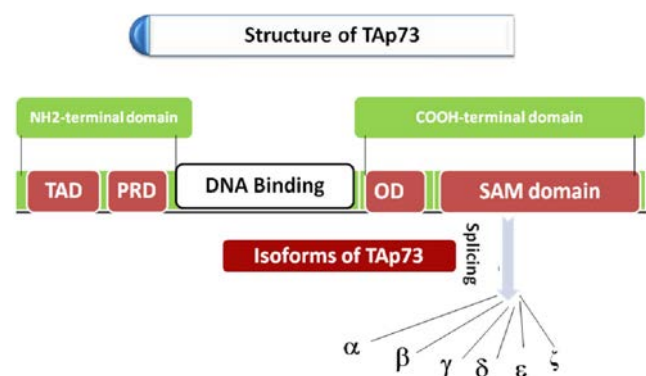 Structure of TAp73
NH2-terminal domain
COOH-terminal domain
TAD
PRD
DNA Binding
OD
SAM domain
Isoforms of TAp73
Splicing
α
β
γ
δ
ε
ζ